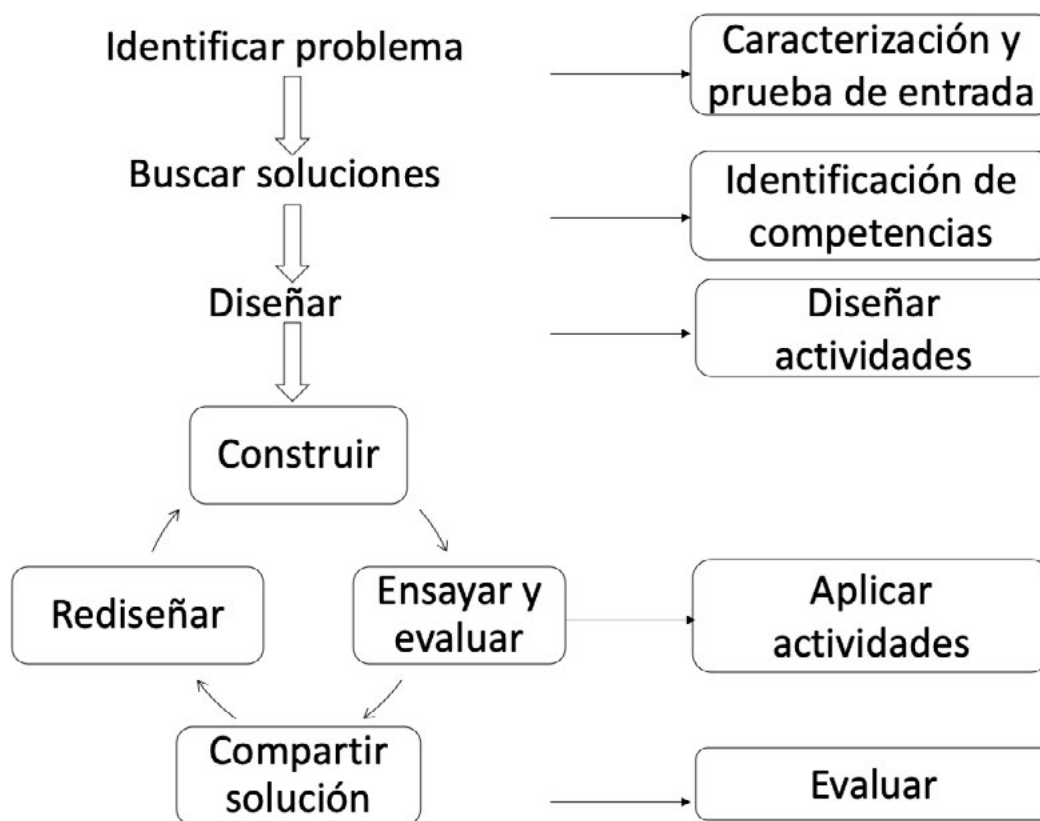 Identificar problema
Caracterización y
prueba de entrada
Buscar soluciones
Identificación de
competencias
Diseñar
Diseñar
actividades
Construir
Rediseñar
Ensayar y
evaluar
Aplicar
actividades
Compartir
solución
Evaluar